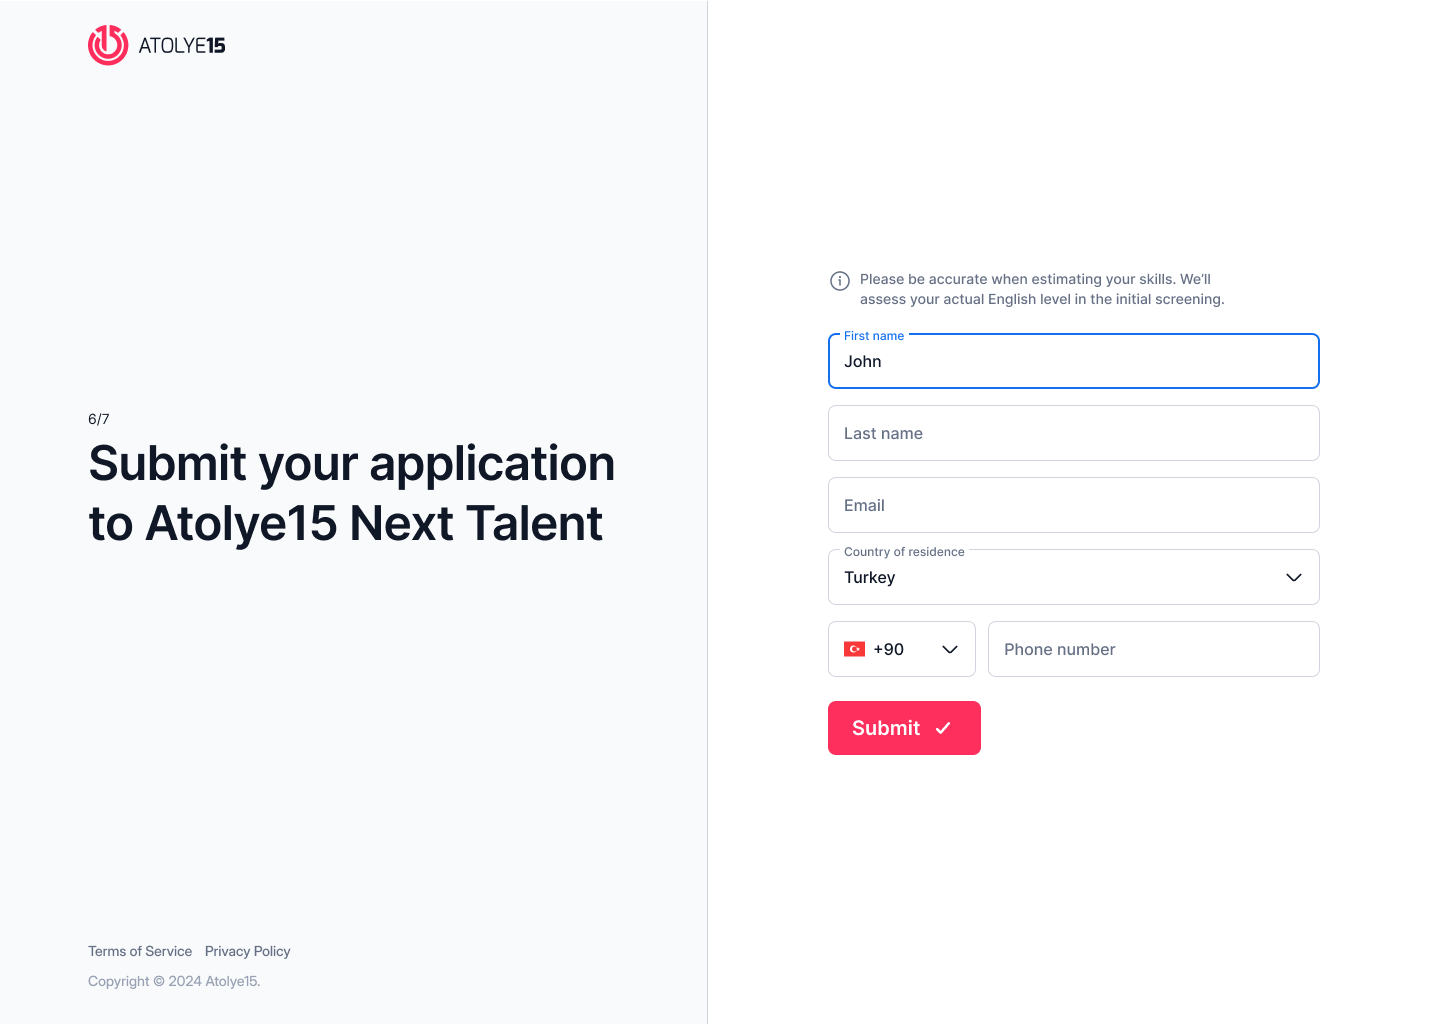 ATOLYE15
6/7
Submit your application
to Atolye15 Next Talent
Terms of Service Privacy Policy
Copyright © 2024 Atolye15.
Please be accurate when estimating your skills. We’ll
assess your actual English level in the initial screening.
First name
John
Last name
Email
Country of residence
Turkey
+90
Phone number
Submit